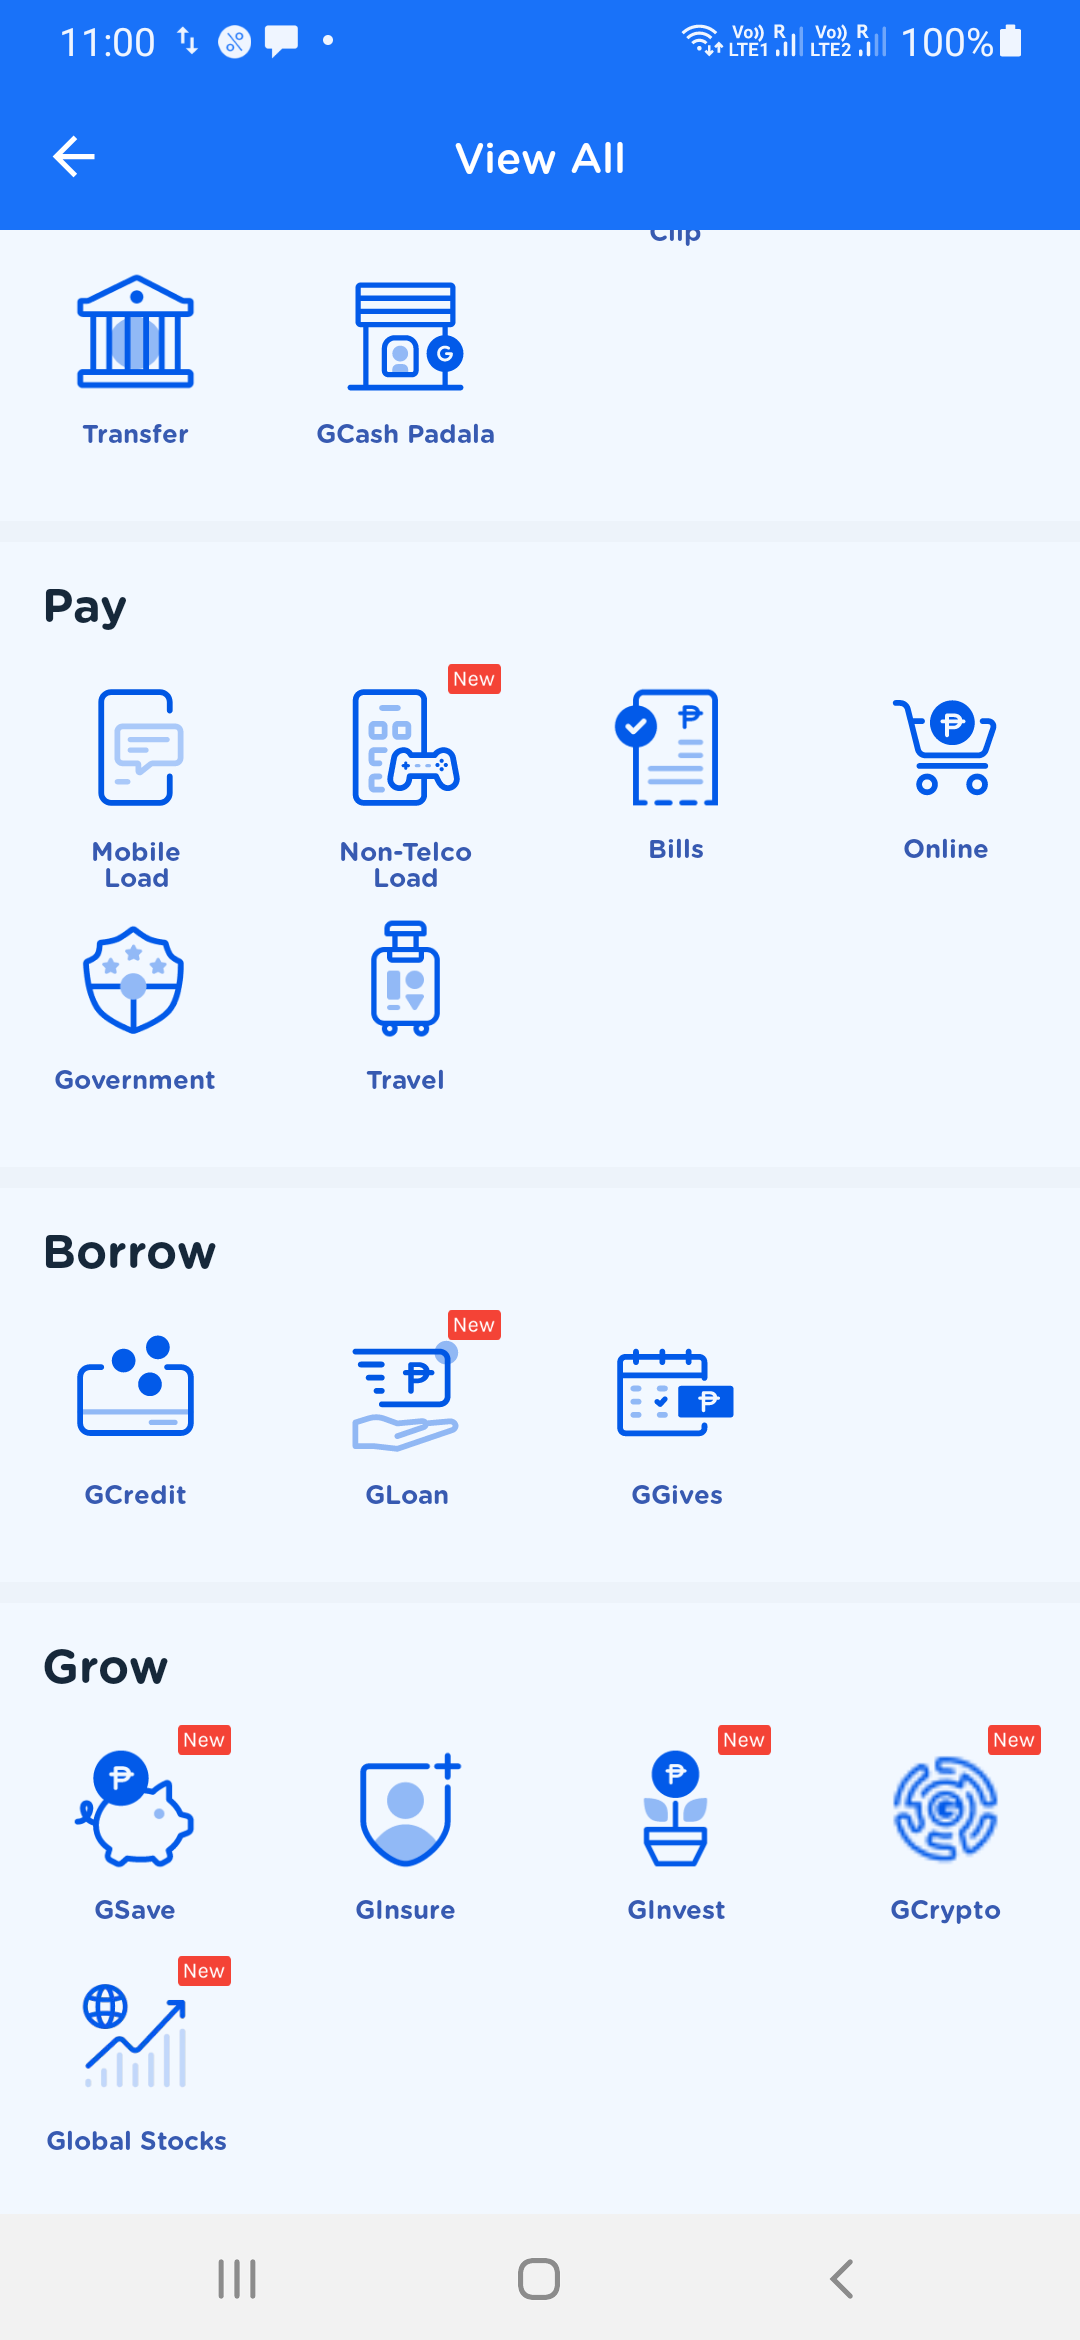 11:00
Vo)) R Vo)) R
LTE1 LTE2 100%
View All
Clip
Transfer GCash Padala
Pay
New
Mobile Load
Non-Telco Load
Bills
Online
Government
Travel
Borrow
New
GCredit
GLoan
GGives
Grow
New
New
New
GSave
GInsure
GInvest
GCrypto
New
Global Stocks